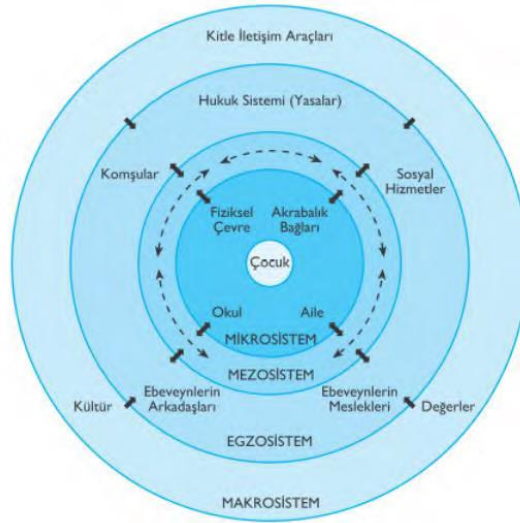 Kitle İletişim Araçları
Hukuk Sistemi (Yasalar)
Komşular
Sosyal
Hizmetler
Fiziksel
Çevre
Akrabalık
Bağları
Çocuk
Okul
Aile
MİKROSİSTEM
MEZOSİSTEM
Kültür
Ebeveynlerin
Arkadaşları
Ebeveynlerin
Meslekleri
Değerler
EGZOSİSTEM
MAKROSİSTEM